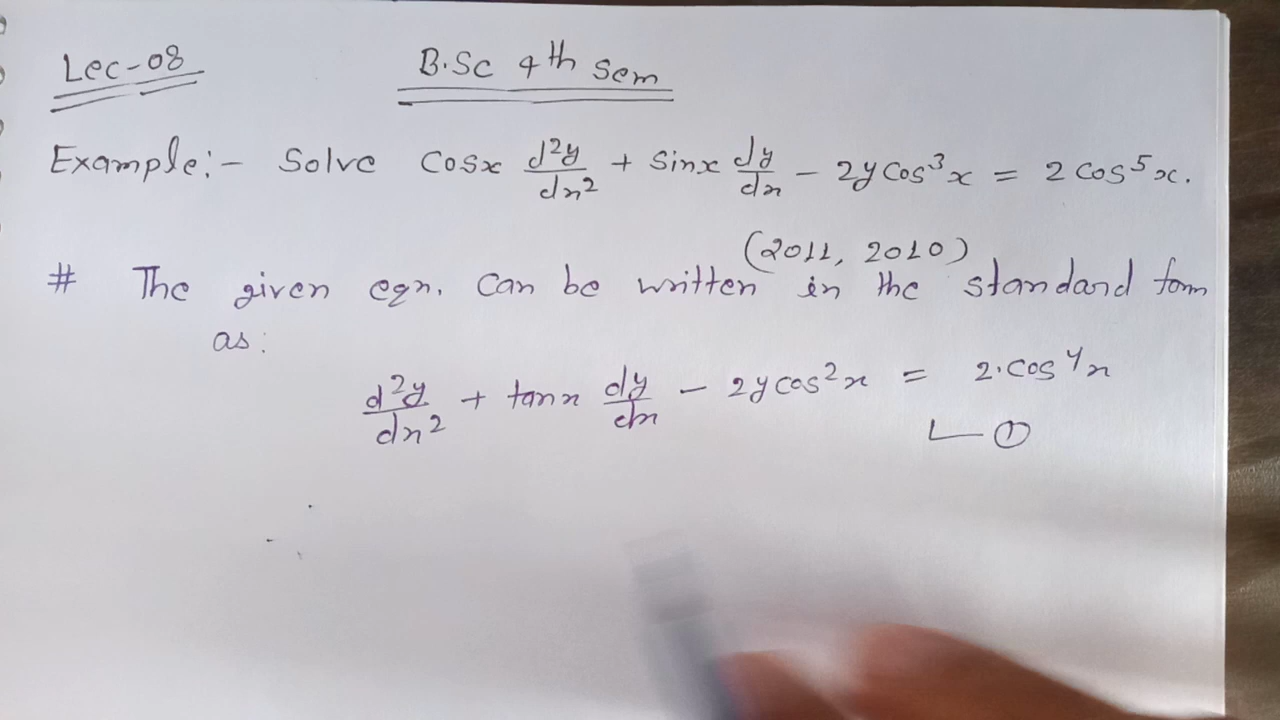 Lec-08
B.Sc 4th Sem
Example:- Solve cosx d²y/dx² + sinx dy/dx - 2y cos³x = 2 cos⁵x.
(2011, 2010)
# The given eqn. can be written in the standard form
as:
d²y/dx² + tanx dy/dx - 2y cos²x = 2.cos⁴x
①